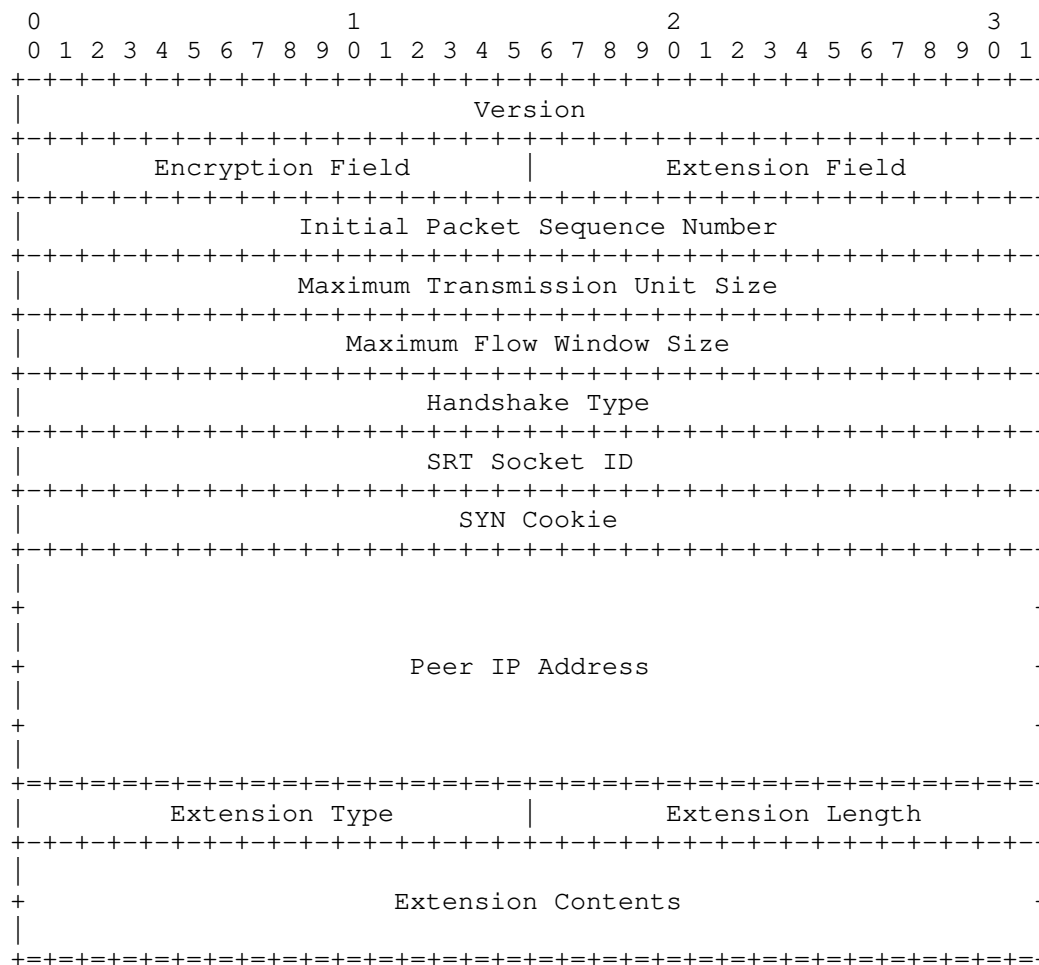 0                   1                   2                   3
0 1 2 3 4 5 6 7 8 9 0 1 2 3 4 5 6 7 8 9 0 1 2 3 4 5 6 7 8 9 0 1
+-+-+-+-+-+-+-+-+-+-+-+-+-+-+-+-+-+-+-+-+-+-+-+-+-+-+-+-+-+-+-+-
| Version
+-+-+-+-+-+-+-+-+-+-+-+-+-+-+-+-+-+-+-+-+-+-+-+-+-+-+-+-+-+-+-+-
| Encryption Field | Extension Field
+-+-+-+-+-+-+-+-+-+-+-+-+-+-+-+-+-+-+-+-+-+-+-+-+-+-+-+-+-+-+-+-
| Initial Packet Sequence Number
+-+-+-+-+-+-+-+-+-+-+-+-+-+-+-+-+-+-+-+-+-+-+-+-+-+-+-+-+-+-+-+-
| Maximum Transmission Unit Size
+-+-+-+-+-+-+-+-+-+-+-+-+-+-+-+-+-+-+-+-+-+-+-+-+-+-+-+-+-+-+-+-
| Maximum Flow Window Size
+-+-+-+-+-+-+-+-+-+-+-+-+-+-+-+-+-+-+-+-+-+-+-+-+-+-+-+-+-+-+-+-
| Handshake Type
+-+-+-+-+-+-+-+-+-+-+-+-+-+-+-+-+-+-+-+-+-+-+-+-+-+-+-+-+-+-+-+-
| SRT Socket ID
+-+-+-+-+-+-+-+-+-+-+-+-+-+-+-+-+-+-+-+-+-+-+-+-+-+-+-+-+-+-+-+-
| SYN Cookie
+-+-+-+-+-+-+-+-+-+-+-+-+-+-+-+-+-+-+-+-+-+-+-+-+-+-+-+-+-+-+-+-
|
+
|
+ Peer IP Address
|
+
|
+=+=+=+=+=+=+=+=+=+=+=+=+=+=+=+=+=+=+=+=+=+=+=+=+=+=+=+=+=+=+=+=
| Extension Type | Extension Length
+-+-+-+-+-+-+-+-+-+-+-+-+-+-+-+-+-+-+-+-+-+-+-+-+-+-+-+-+-+-+-+-
|
+ Extension Contents
|
+=+=+=+=+=+=+=+=+=+=+=+=+=+=+=+=+=+=+=+=+=+=+=+=+=+=+=+=+=+=+=+=